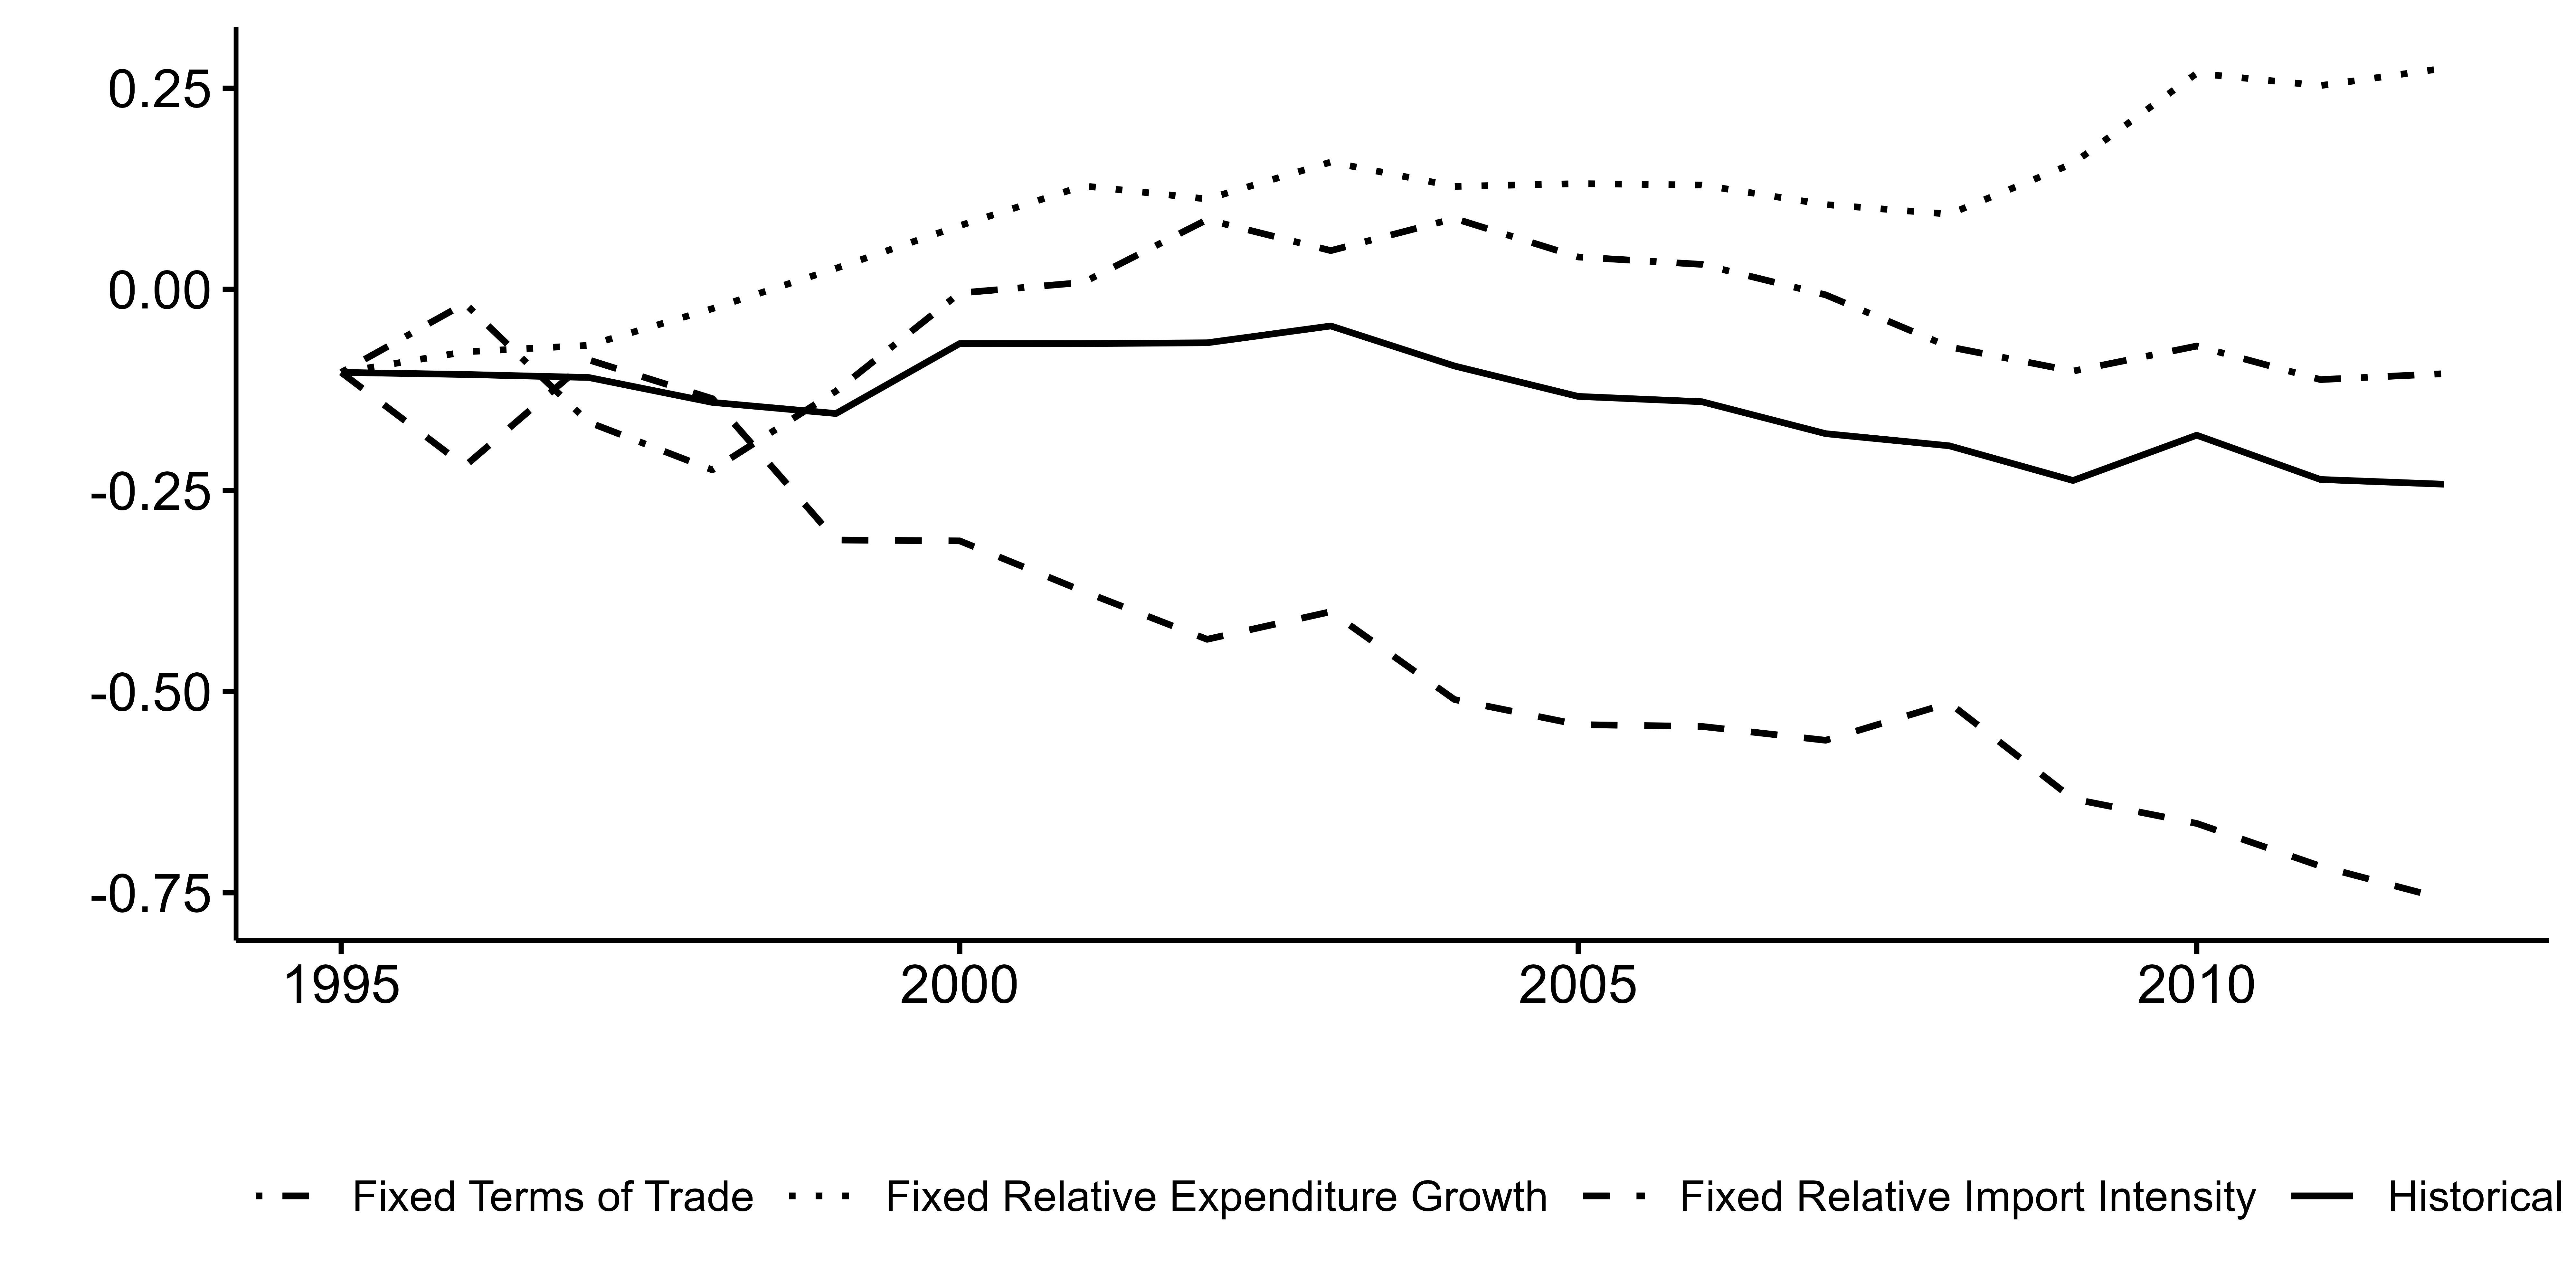 0.25
0.00
-0.25
-0.50
-0.75
1995 2000 2005 2010
Fixed Terms of Trade Fixed Relative Expenditure Growth Fixed Relative Import Intensity Historical